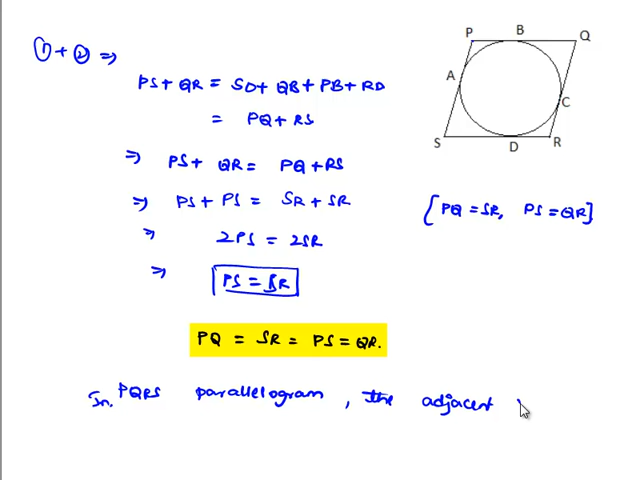 ① + ② ⇒
PS + QR = SD + QB + PB + RD
= PQ + RS
⇒ PS + QR = PQ + RS
⇒ PS + PS = SR + SR
[PQ = SR, PS = QR]
⇒ 2PS = 2SR
⇒ PS = SR
PQ = SR = PS = QR.
In PQRS parallelogram, the adjacent
P B Q
A
C
S D R